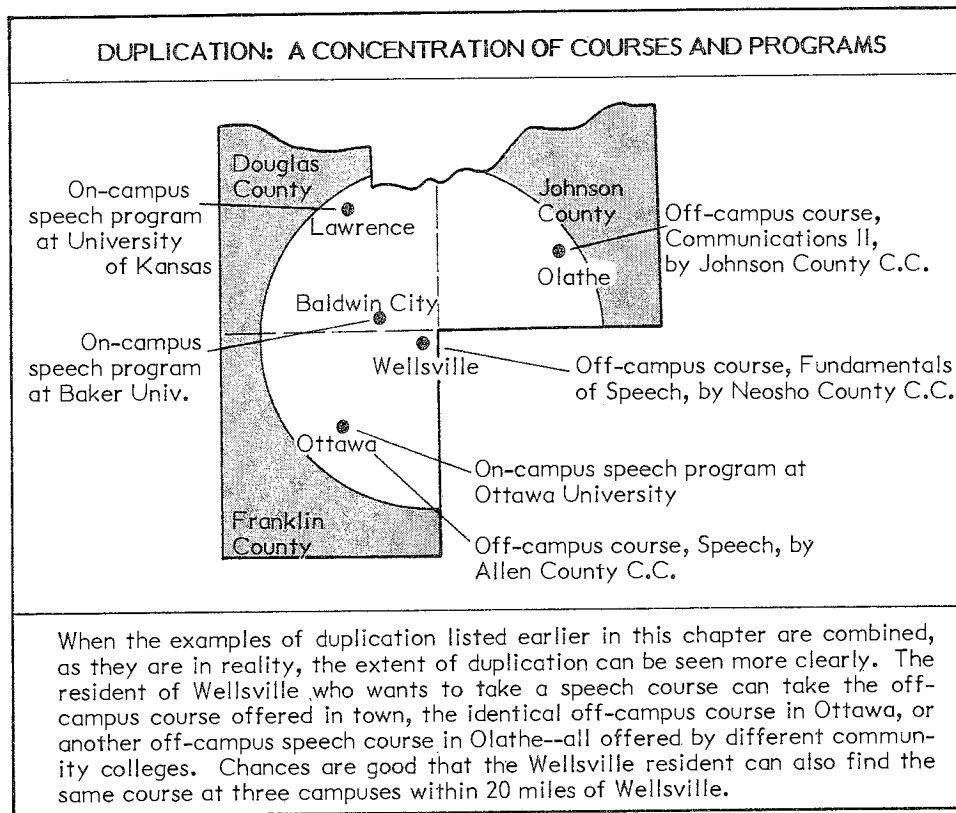 DUPLICATION: A CONCENTRATION OF COURSES AND PROGRAMS
Douglas
County
On-campus
speech program
at University
of Kansas
Lawrence
Johnson
County
Off-campus course,
Communications II,
by Johnson County C.C.
Olathe
Baldwin City
On-campus
speech program
at Baker Univ.
Wellsville
Off-campus course, Fundamentals
of Speech, by Neosho County C.C.
Ottawa
On-campus speech program at
Ottawa University
Franklin
County
Off-campus course, Speech, by
Allen County C.C.
When the examples of duplication listed earlier in this chapter are combined,
as they are in reality, the extent of duplication can be seen more clearly. The
resident of Wellsville who wants to take a speech course can take the off-
campus course offered in town, the identical off-campus course in Ottawa, or
another off-campus speech course in Olathe--all offered by different commun-
ity colleges. Chances are good that the Wellsville resident can also find the
same course at three campuses within 20 miles of Wellsville.